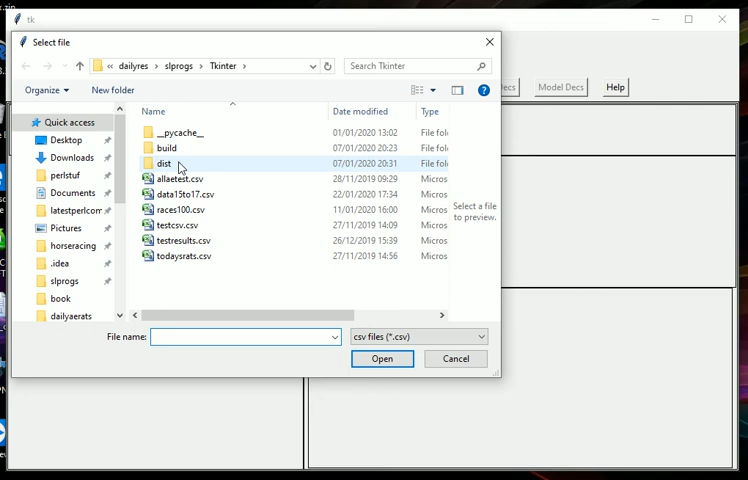 tk
Select file
« dailyres › slprogs › Tkinter ›
Search Tkinter
Organize
New folder
Name
Date modified
Type
Quick access
Desktop
Downloads
perlstuf
Documents
latestperlcom
Pictures
horseracing
.idea
slprogs
book
dailyaerats
__pycache__ 01/01/2020 13:02 File fol
build 07/01/2020 20:23 File fol
dist 07/01/2020 20:31 File fol
allaetest.csv 28/11/2019 09:29 Micros
data15to17.csv 22/01/2020 17:34 Micros
races100.csv 11/01/2020 16:00 Micros
testcsv.csv 27/11/2019 14:09 Micros
testresults.csv 26/12/2019 15:39 Micros
todaysrats.csv 27/11/2019 14:56 Micros
Select a file
to preview.
File name:
csv files (*.csv)
Open
Cancel
Decs
Model Decs
Help